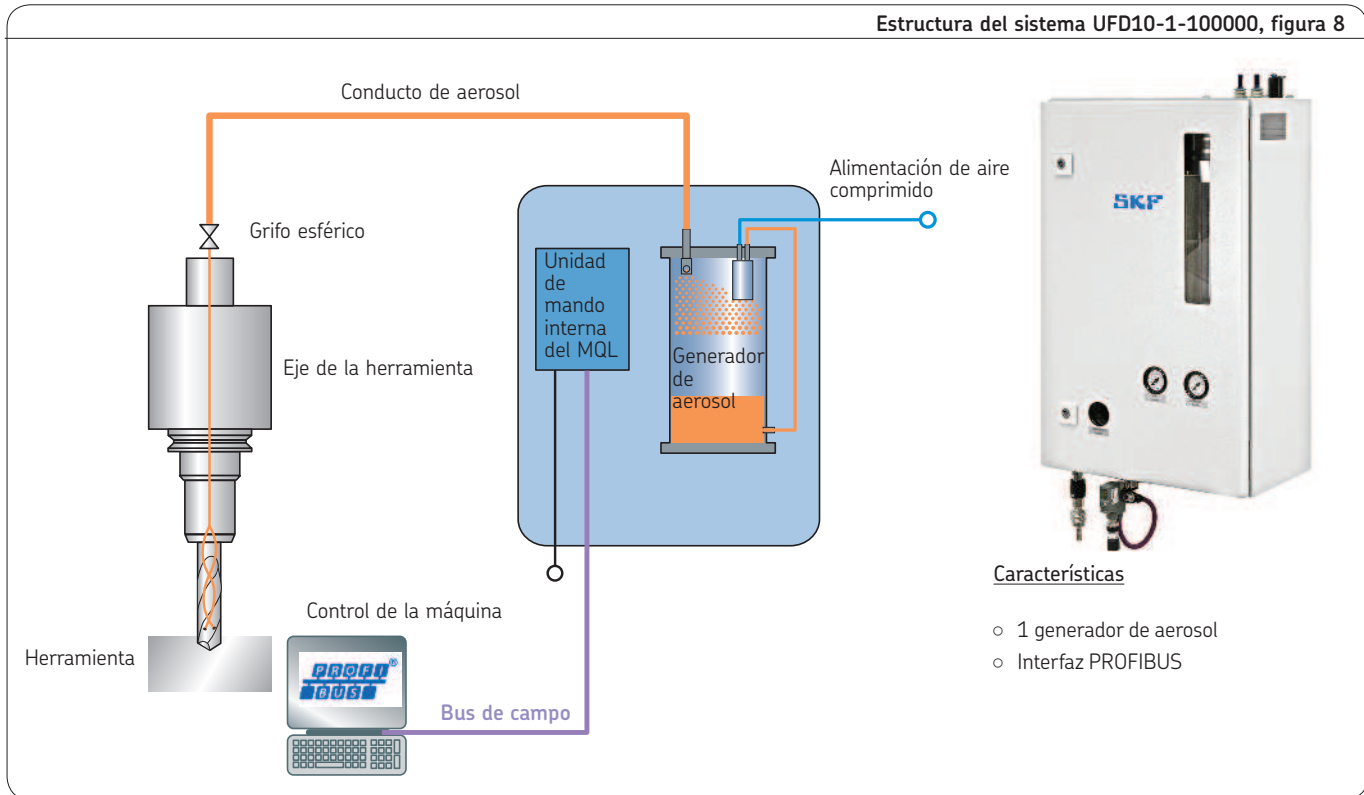 Estructura del sistema UFD10-1-100000, figura 8
Conducto de aerosol
Alimentación de aire
comprimido
Grifo esférico
Unidad
de
mando
interna
del MQL
Generador
de
aerosol
Eje de la herramienta
SKF
Control de la máquina
Herramienta
PROFI®
BUS
Bus de campo
Características
○ 1 generador de aerosol
○ Interfaz PROFIBUS